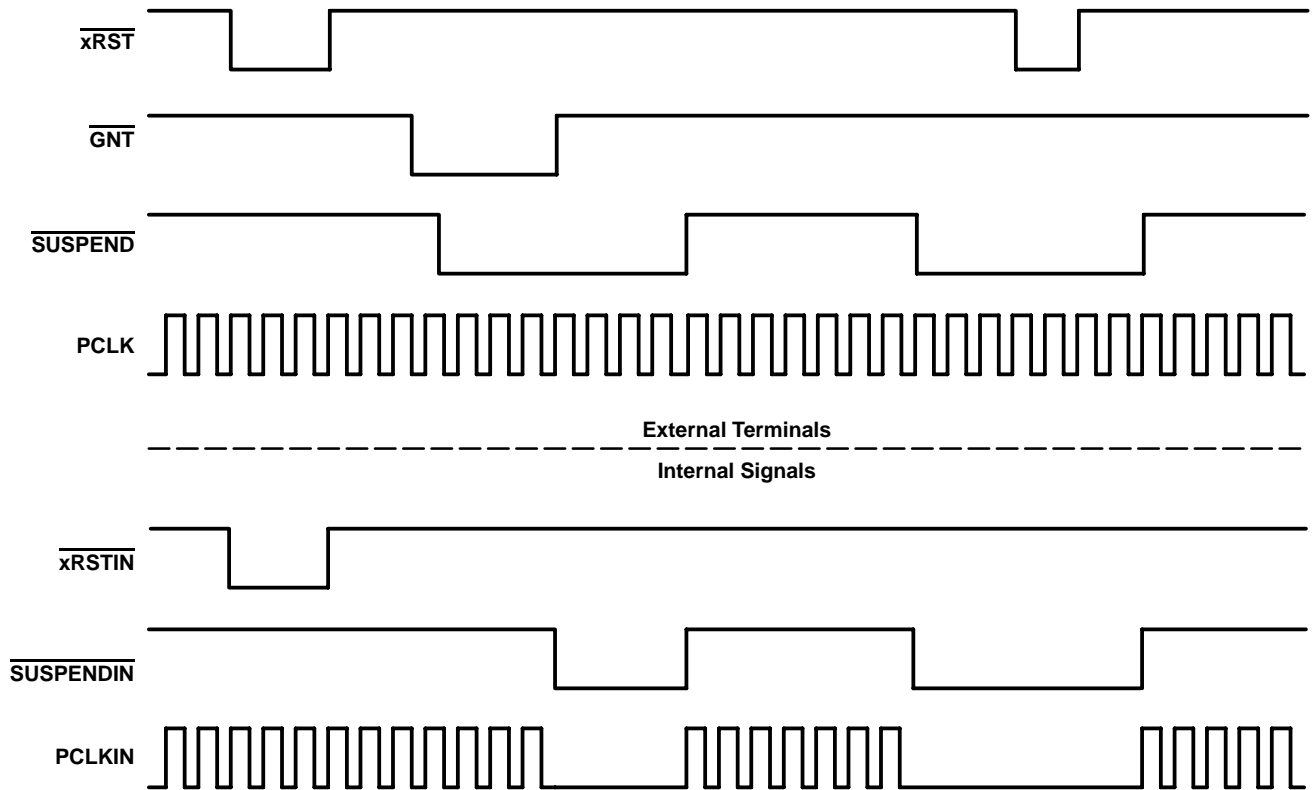 xRST
GNT
SUSPEND
PCLK
External Terminals
Internal Signals
xRSTIN
SUSPENDIN
PCLKIN